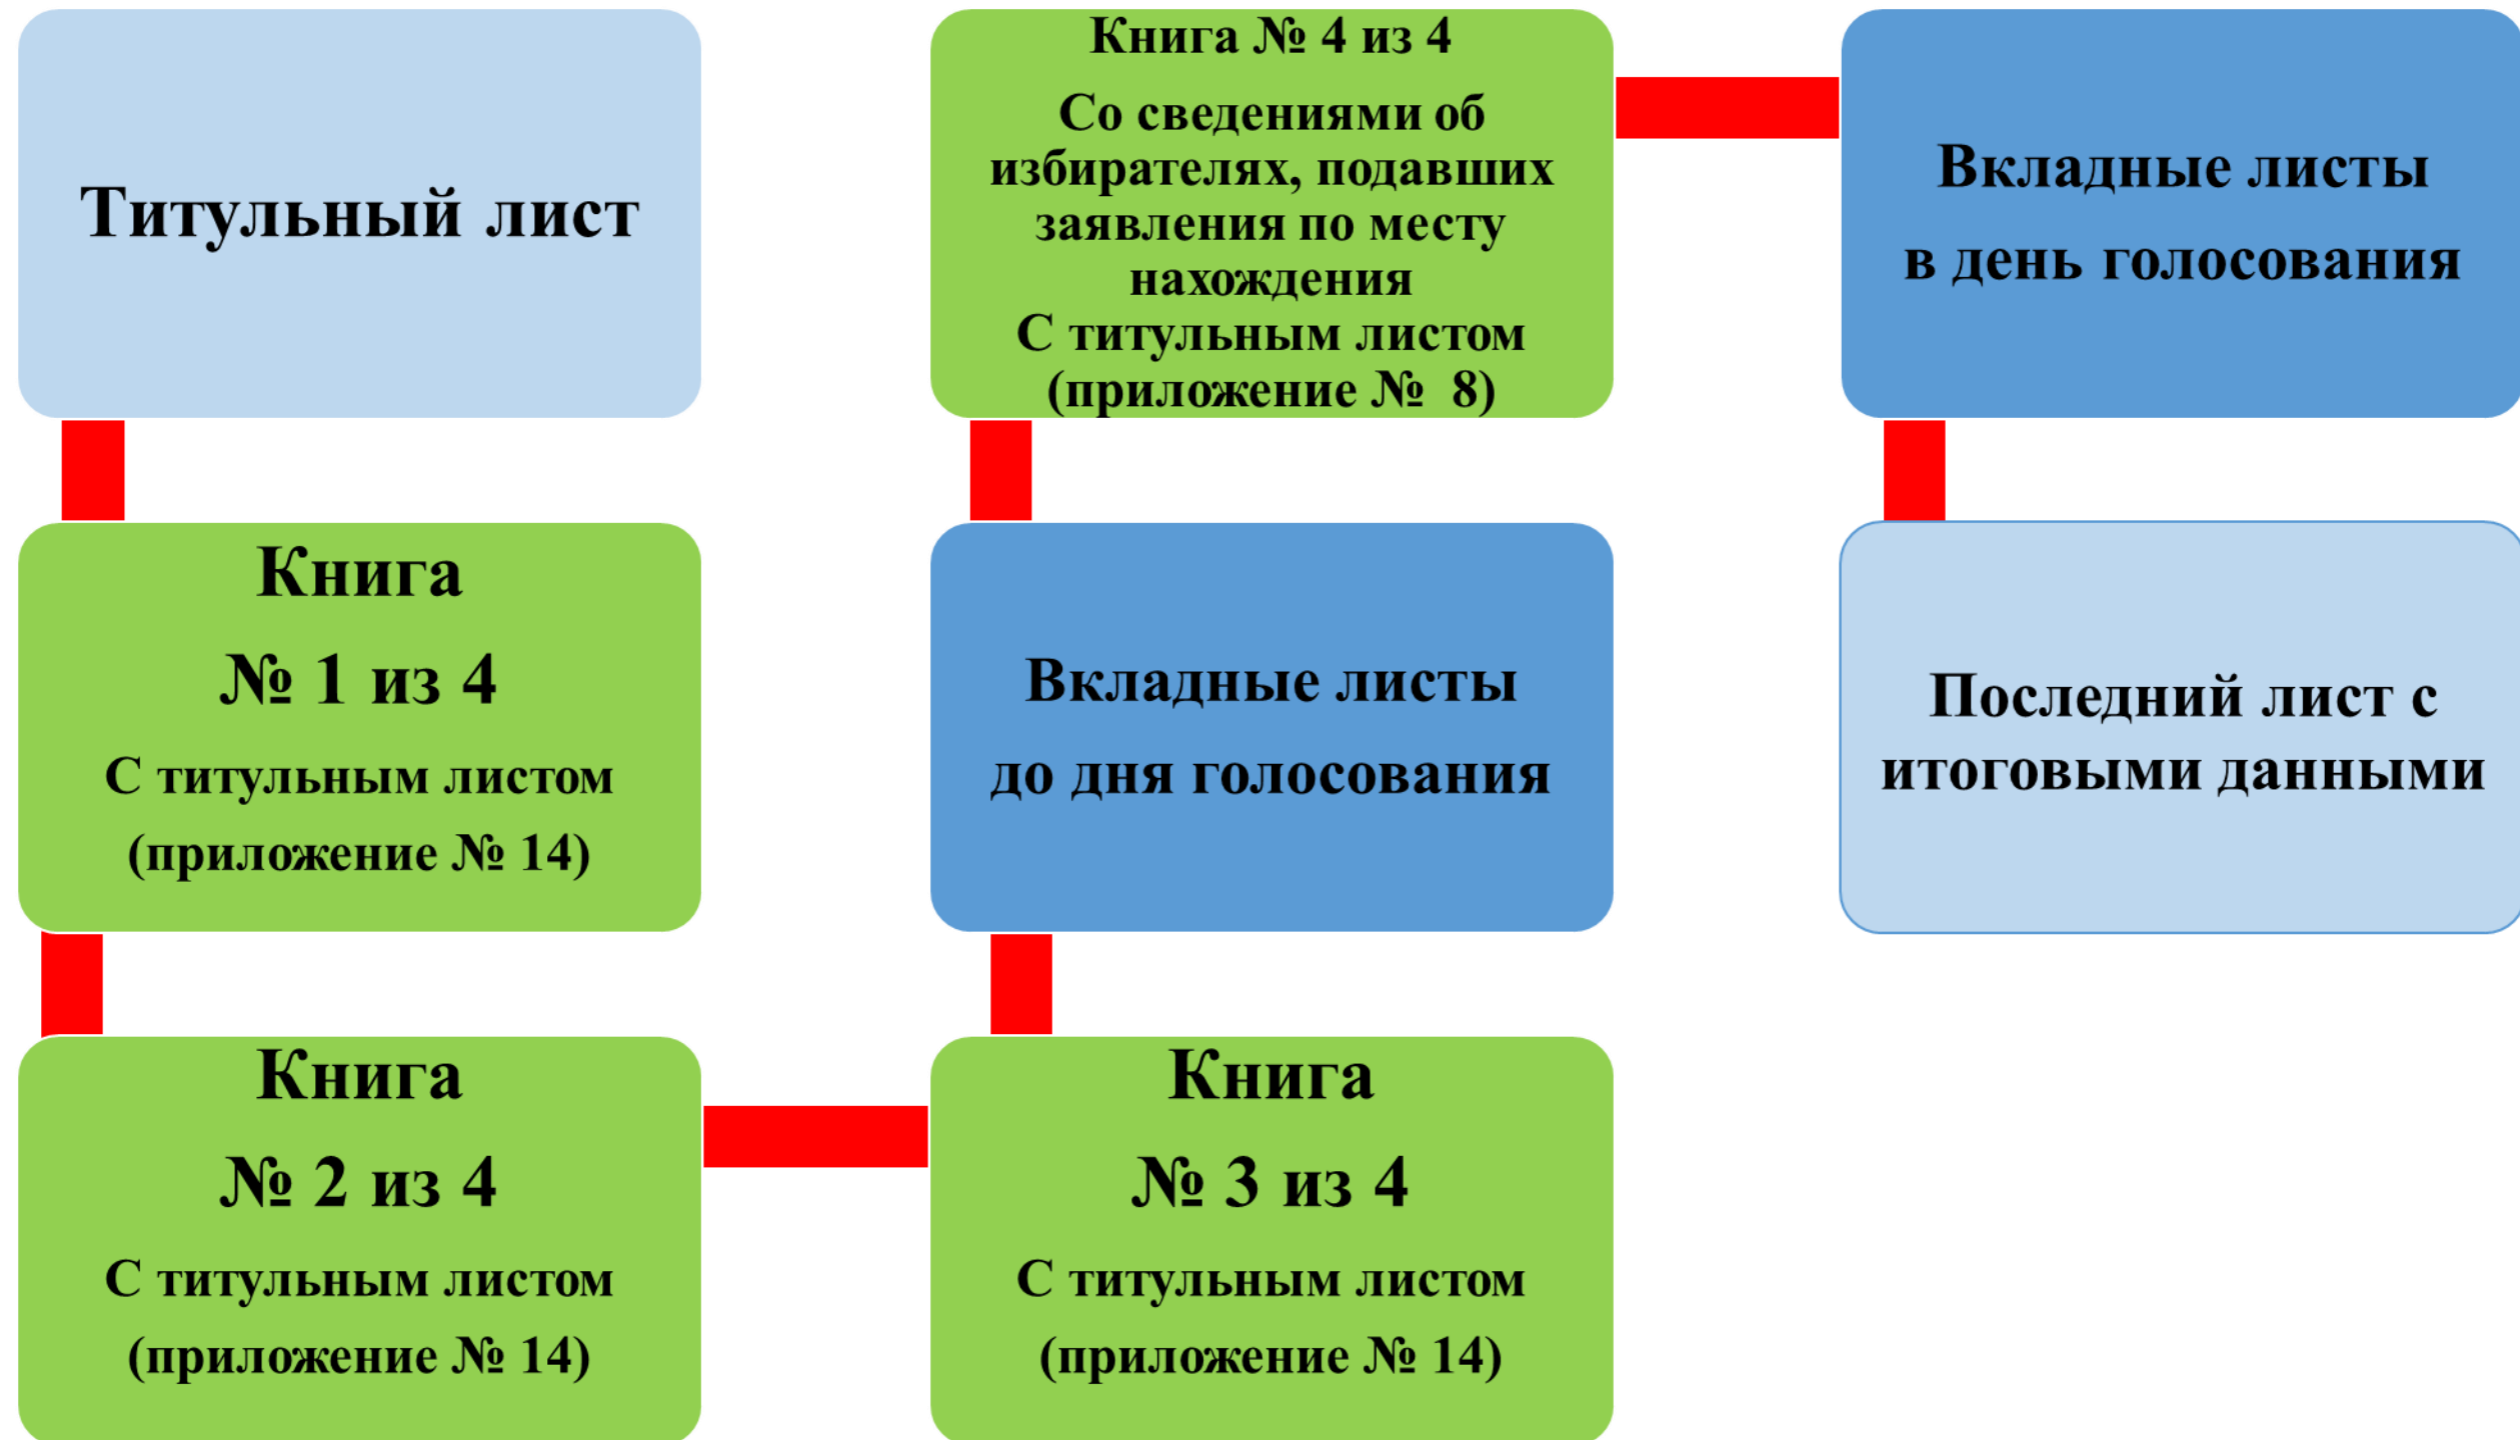 Титульный лист
Книга
№ 1 из 4
С титульным листом
(приложение № 14)
Книга
№ 2 из 4
С титульным листом
(приложение № 14)
Книга
№ 3 из 4
С титульным листом
(приложение № 14)
Вкладные листы
до дня голосования
Книга № 4 из 4
Со сведениями об
избирателях, подавших
заявления по месту
нахождения
С титульным листом
(приложение № 8)
Вкладные листы
в день голосования
Последний лист с
итоговыми данными